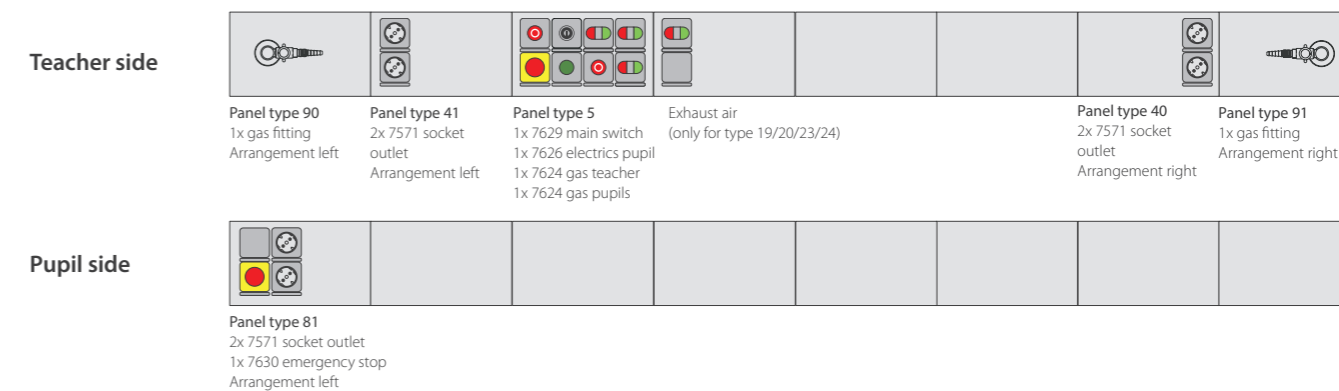 Teacher side
Panel type 90
1x gas fitting
Arrangement left
Panel type 41
2x 7571 socket
outlet
Arrangement left
Panel type 5
1x 7629 main switch
1x 7626 electrics pupil
1x 7624 gas teacher
1x 7624 gas pupils
Exhaust air
(only for type 19/20/23/24)
Panel type 40
2x 7571 socket
outlet
Arrangement right
Panel type 91
1x gas fitting
Arrangement right
Pupil side
Panel type 81
2x 7571 socket outlet
1x 7630 emergency stop
Arrangement left